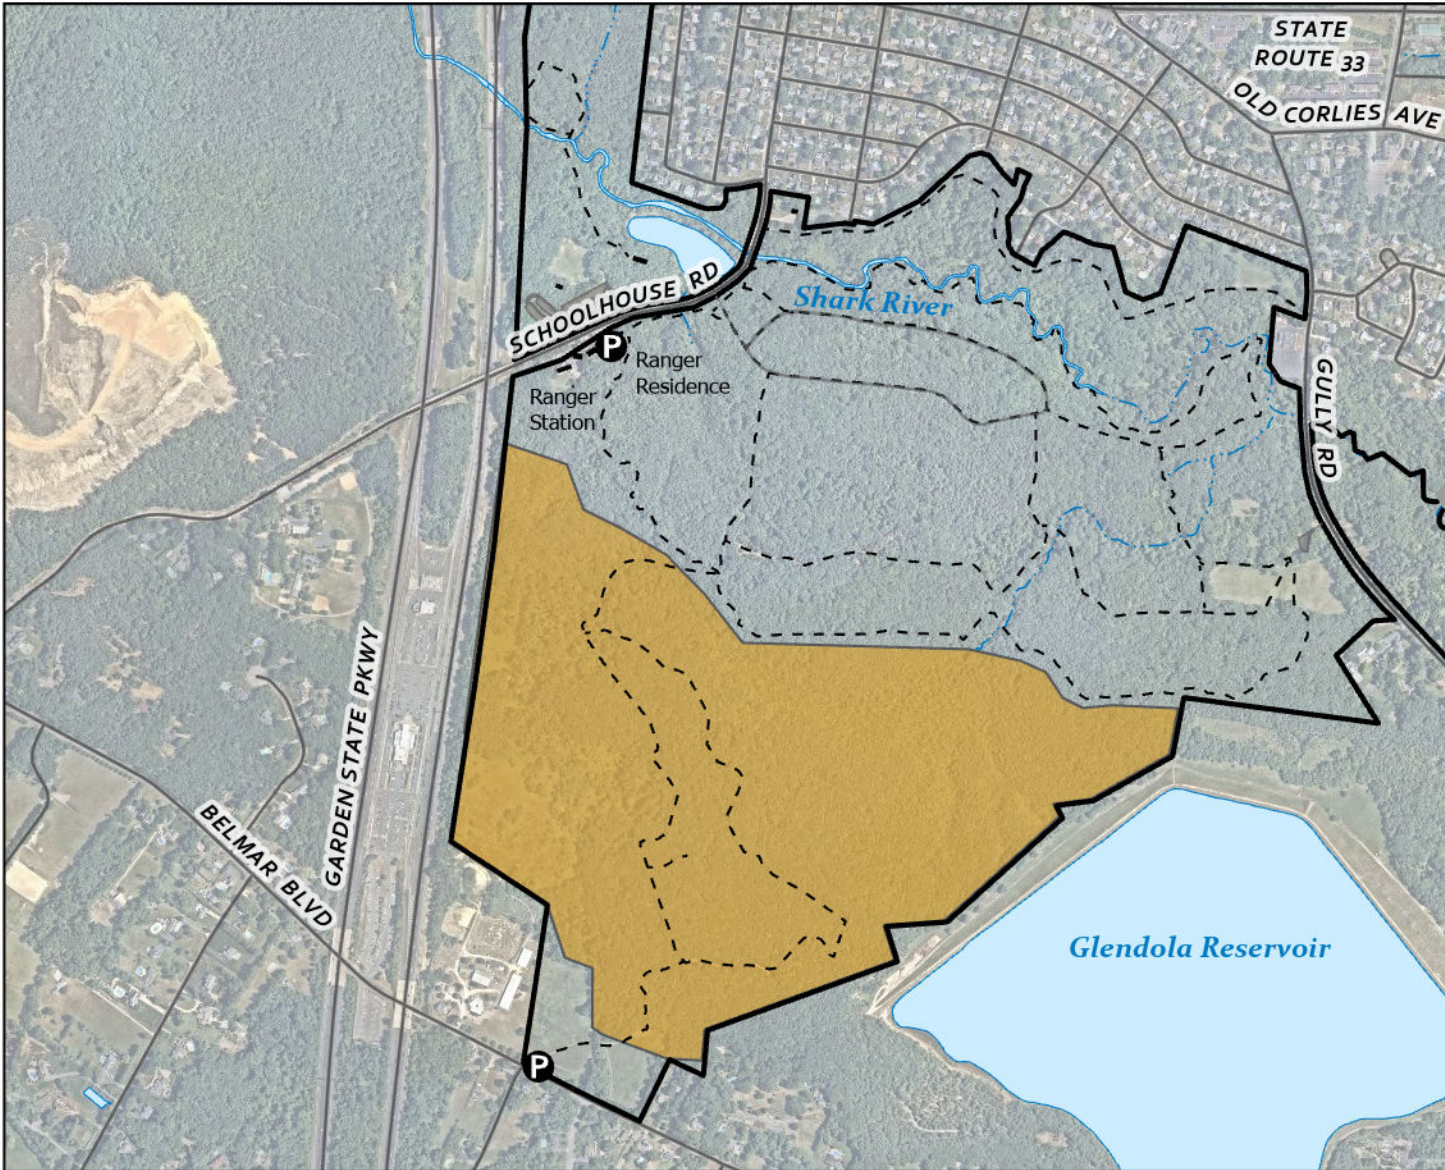 STATE
ROUTE 33
OLD CORLIES AVE
SCHOOLHOUSE RD
Shark River
P
Ranger
Residence
Ranger
Station
GULLY RD
GARDEN STATE PKWY
BELMAR BLVD
Glendola Reservoir
P